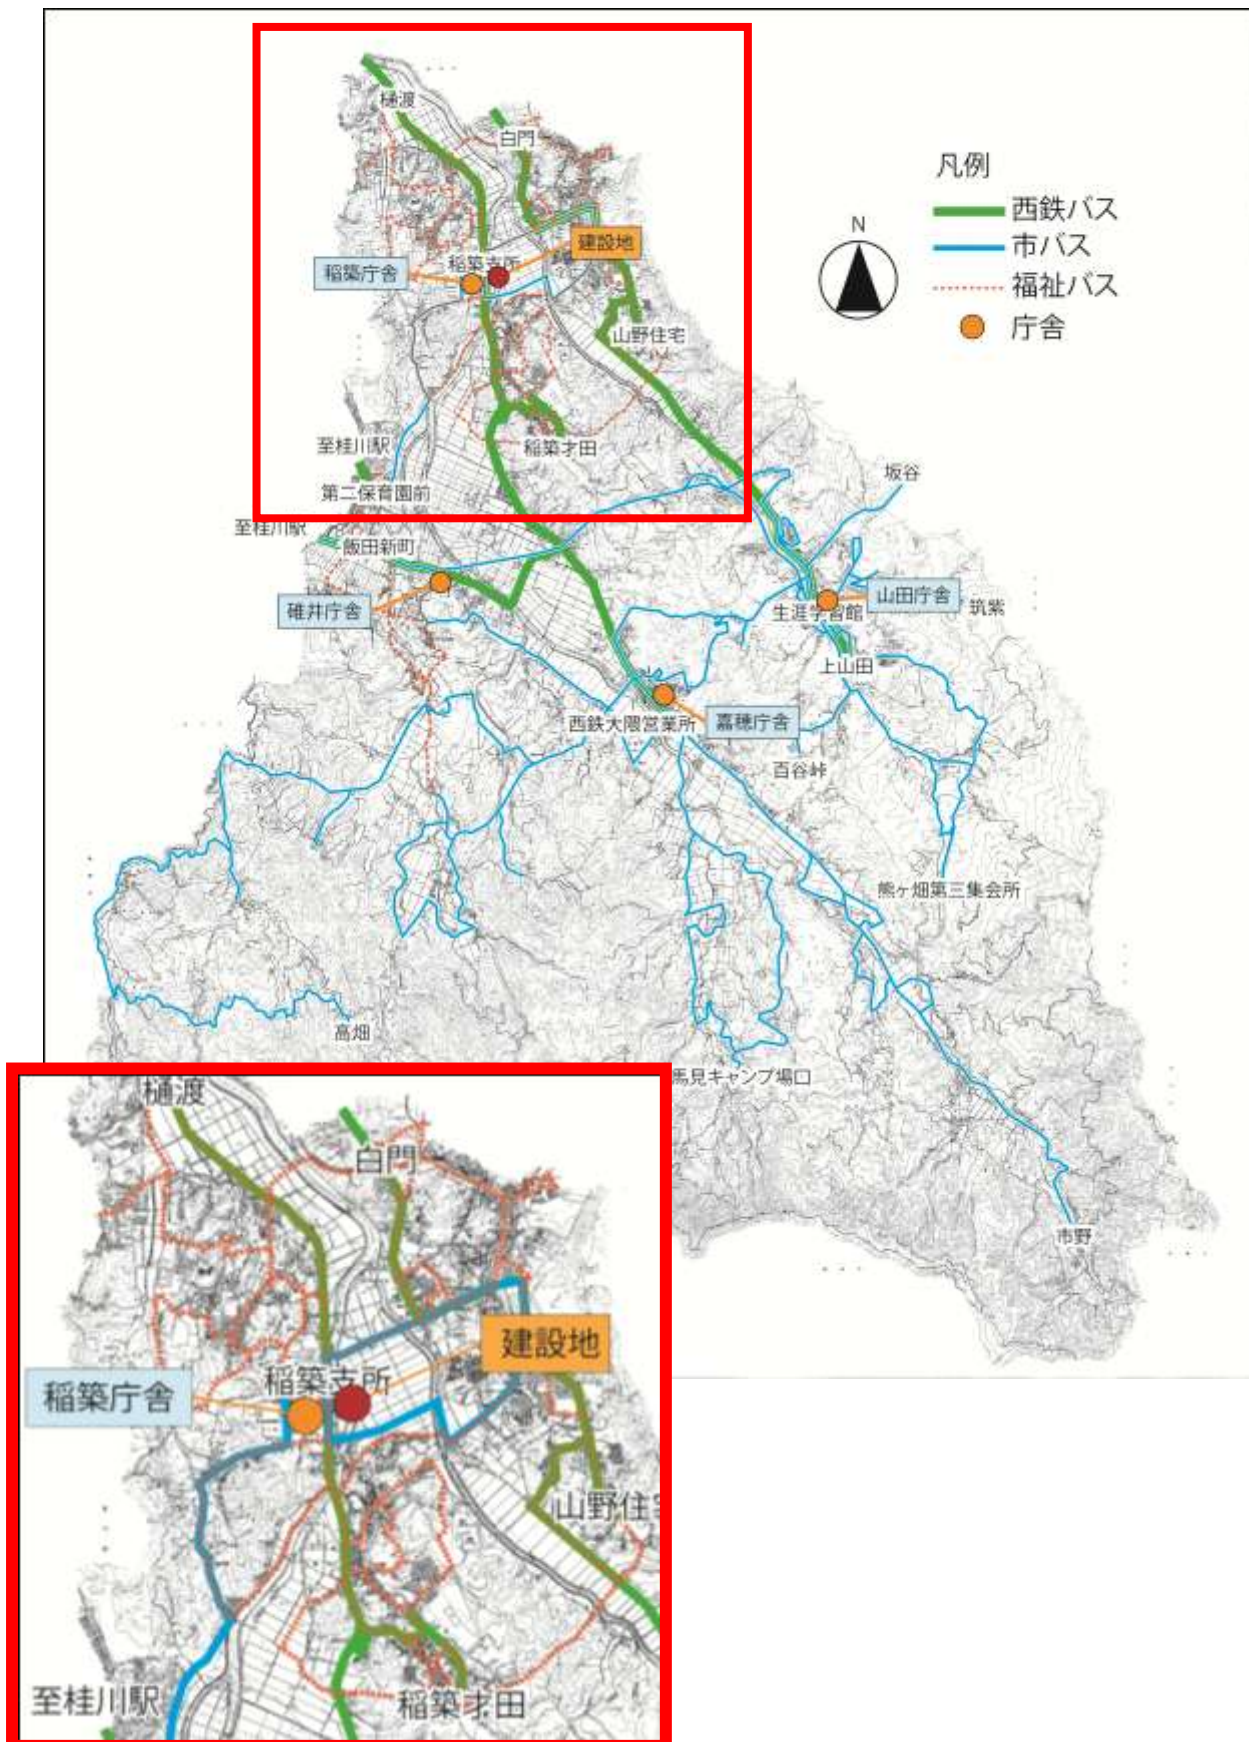 樋渡
白門
凡例
西鉄バス
市バス
福祉バス
庁舎
N
建設地
稲築庁舎
稲築支所
山野住宅
至桂川駅
稲築才田
坂谷
第二保育園前
至桂川駅
飯田新町
碓井庁舎
山田庁舎
筑紫
生涯学習館
上山田
西鉄大隈営業所
嘉穂庁舎
百谷峠
熊ヶ畑第三集会所
高畑
馬見キャンプ場口
市野
樋渡
白門
建設地
稲築支所
稲築庁舎
山野住宅
至桂川駅
稲築才田